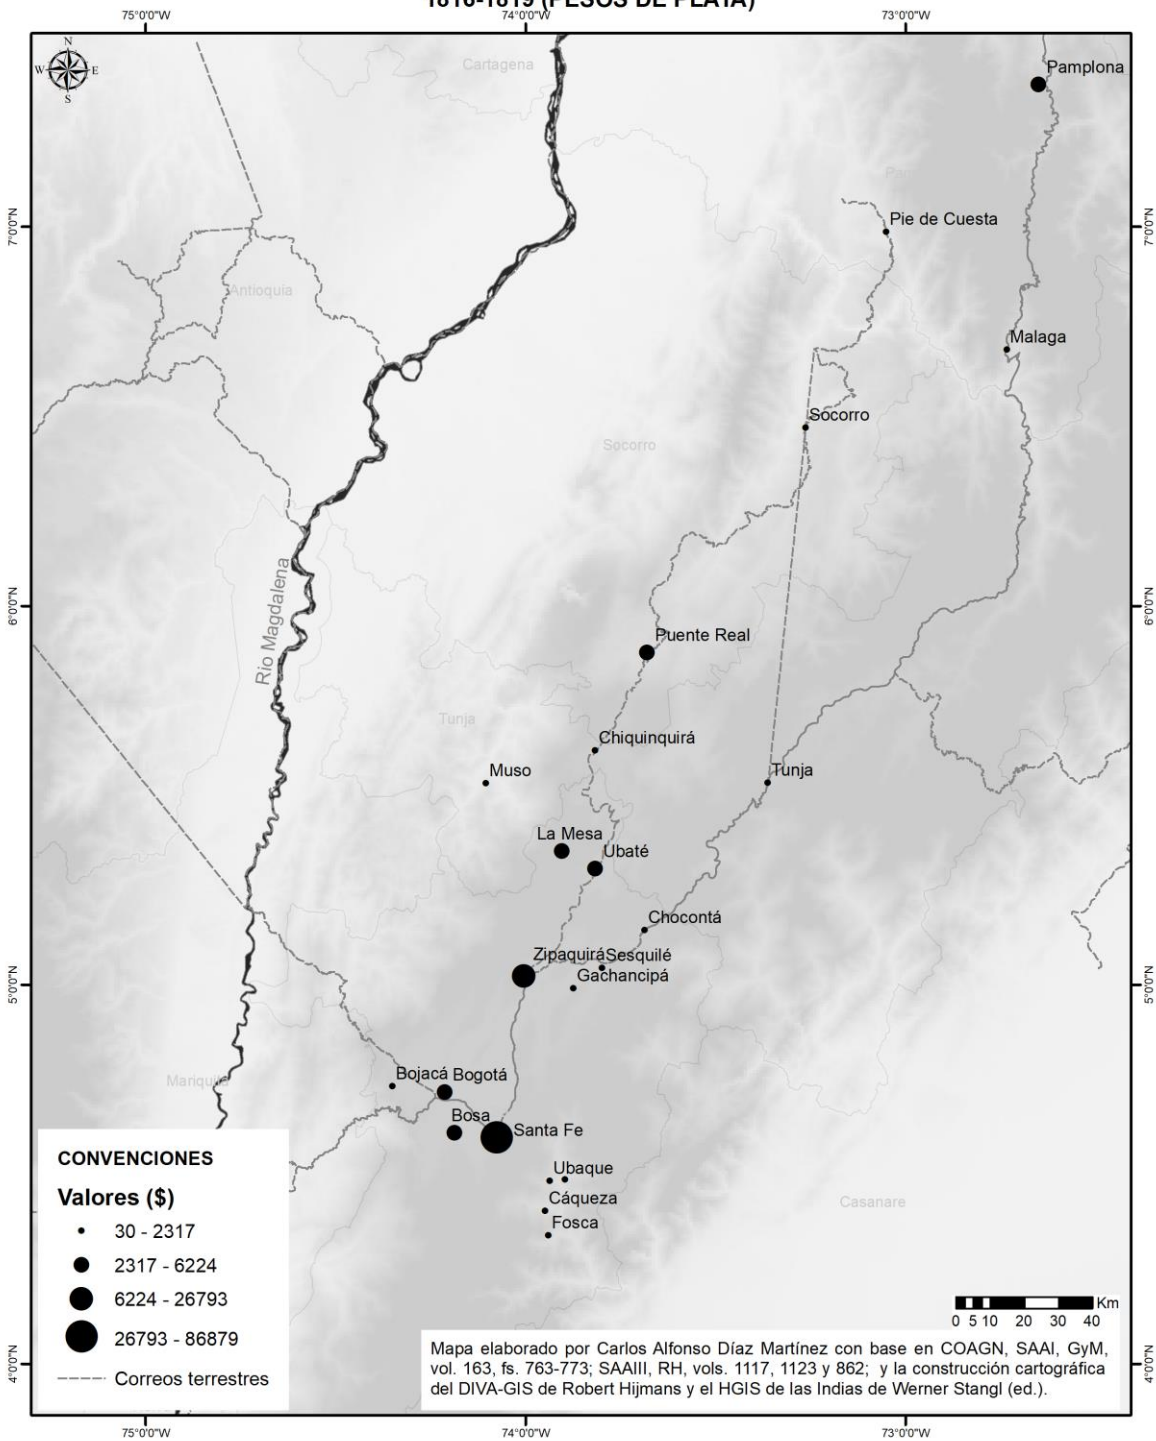 1816-1819 (PESOS DE PLATA)
75°0'0"W 74°0'0"W 73°0'0"W
N
W E
S
Cartagena
Pamplona
Pie de Cuesta
7°0'0"N 7°0'0"N
Antioquia
Malaga
Socorro
Socorro
Rio Magdalena
6°0'0"N 6°0'0"N
Puente Real
Tunja
Chiquinquirá
Muso
Tunja
La Mesa
Ubaté
Chocontá
Zipaquirá Sesquilé
Gachancipá
5°0'0"N 5°0'0"N
Mariquita
Bojacá Bogotá
Bosa
Santa Fe
Ubaque
Cáqueza
Fosca
Casanare
CONVENCIONES
Valores ($)
30 - 2317
2317 - 6224
6224 - 26793
26793 - 86879
Correos terrestres
Km
0 5 10 20 30 40
Mapa elaborado por Carlos Alfonso Díaz Martínez con base en COAGN, SAAI, GyM,
vol. 163, fs. 763-773; SAAIII, RH, vols. 1117, 1123 y 862; y la construcción cartográfica
del DIVA-GIS de Robert Hijmans y el HGIS de las Indias de Werner Stangl (ed.).
4°0'0"N 4°0'0"N
75°0'0"W 74°0'0"W 73°0'0"W